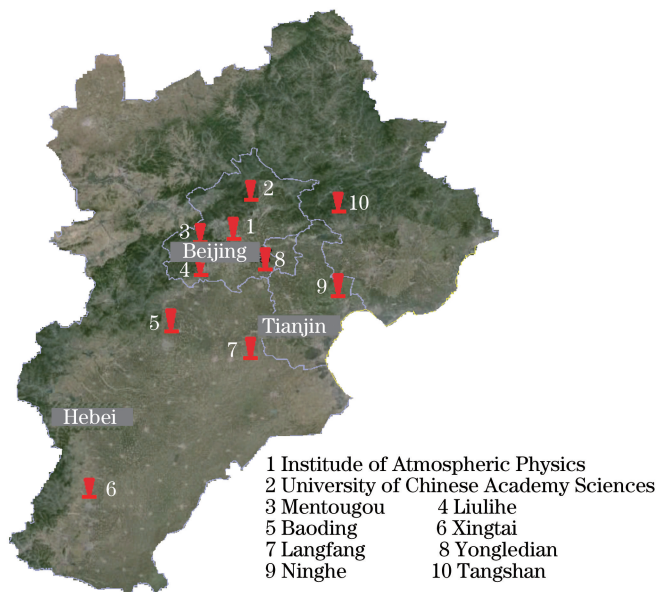 2
10
1
3
Beijing
8
4
9
5
Tianjin
7
Hebei
6
1 Institude of Atmospheric Physics
2 University of Chinese Academy Sciences
3 Mentougou 4 Liulihe
5 Baoding 6 Xingtai
7 Langfang 8 Yongledian
9 Ninghe 10 Tangshan